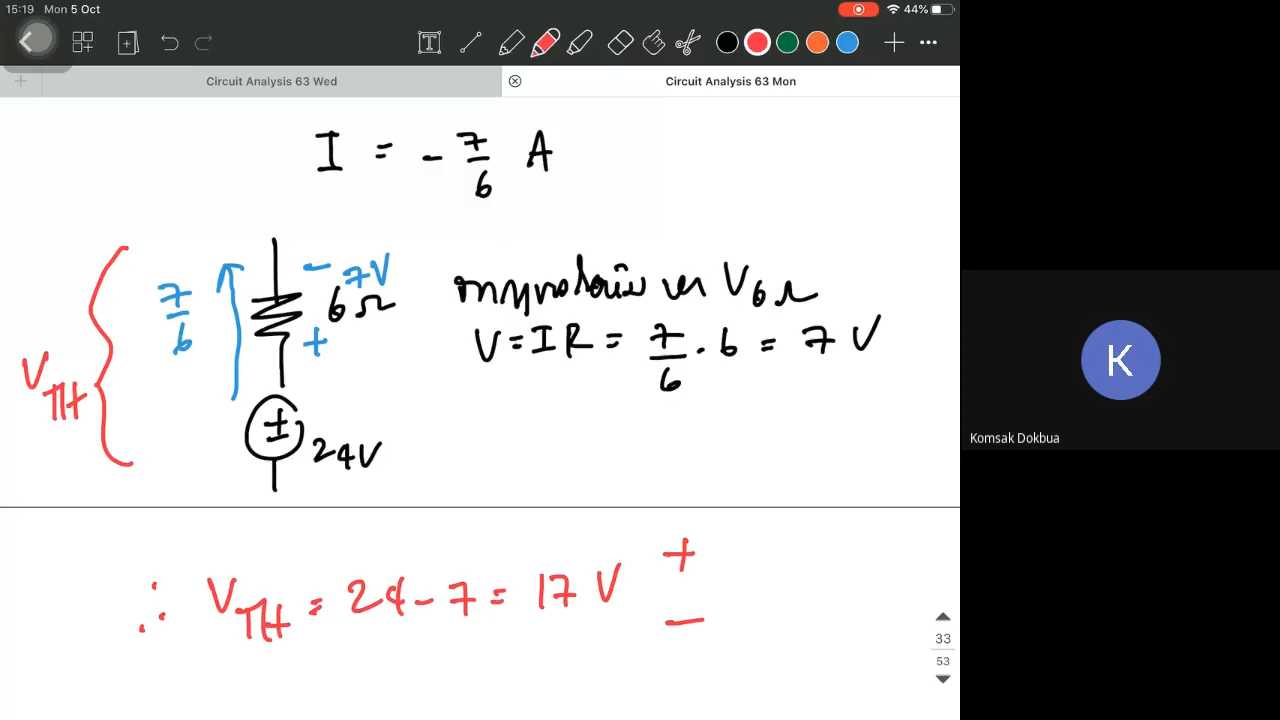 15:19 Mon 5 Oct
44%
Circuit Analysis 63 Wed
Circuit Analysis 63 Mon
I = - 7/6 A
- 7V
7/6
6Ω
+
V_TH
24V
V6Ω
V = IR = 7/6 · 6 = 7 V
∴ V_TH = 24 - 7 = 17 V
+
-
33
53
K
Komsak Dokbua